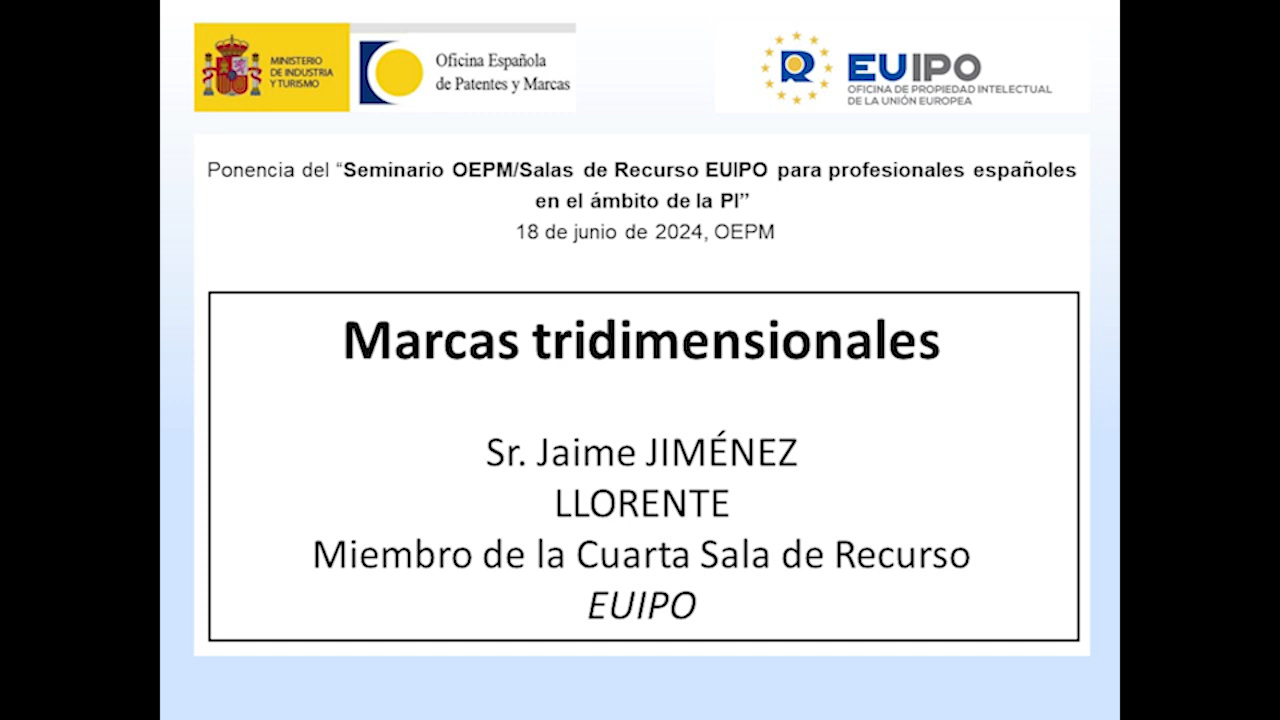 MINISTERIO
DE INDUSTRIA
Y TURISMO
Oficina Española
de Patentes y Marcas
EUIPO
OFICINA DE PROPIEDAD INTELECTUAL
DE LA UNIÓN EUROPEA
Ponencia del “Seminario OEPM/Salas de Recurso EUIPO para profesionales españoles
en el ámbito de la PI”
18 de junio de 2024, OEPM
Marcas tridimensionales
Sr. Jaime JIMÉNEZ
LLORENTE
Miembro de la Cuarta Sala de Recurso
EUIPO